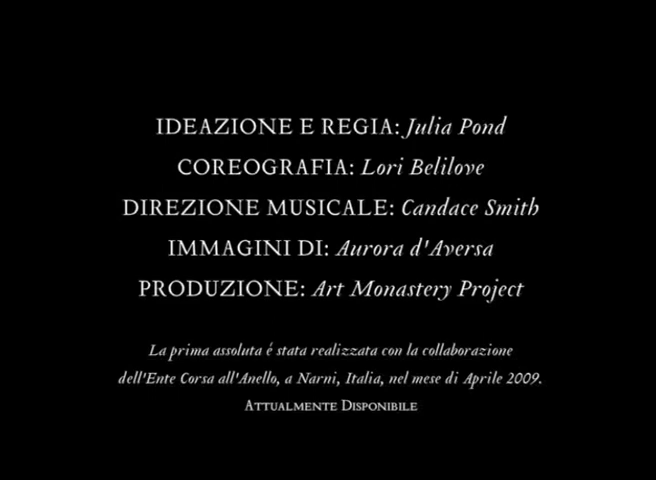 IDEAZIONE E REGIA: Julia Pond
COREOGRAFIA: Lori Belilove
DIREZIONE MUSICALE: Candace Smith
IMMAGINI DI: Aurora d'Aversa
PRODUZIONE: Art Monastery Project
La prima assoluta é stata realizzata con la collaborazione
dell'Ente Corsa all'Anello, a Narni, Italia, nel mese di Aprile 2009.
ATTUALMENTE DISPONIBILE